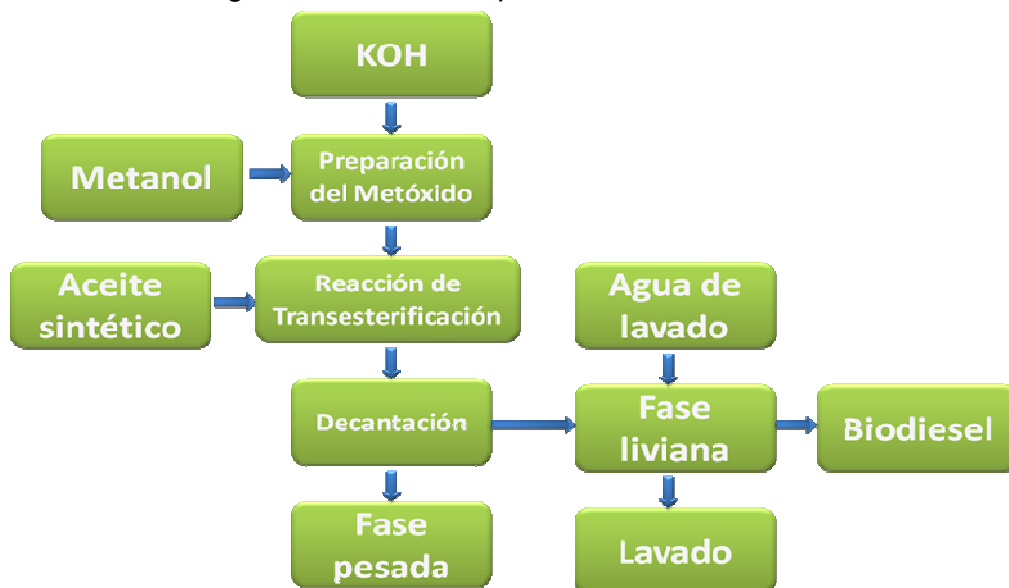 KOH
Metanol
Preparación
del Metóxido
Aceite
sintético
Reacción de
Transesterificación
Agua de
lavado
Decantación
Fase
liviana
Biodiesel
Fase
pesada
Lavado